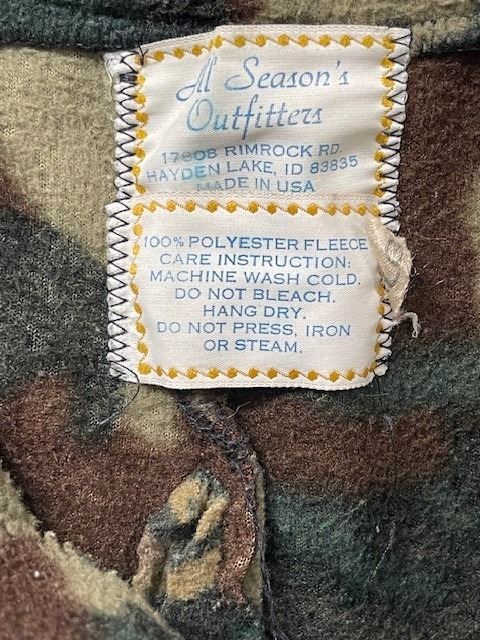 Al Season's
Outfitters
17808 RIMROCK RD.
HAYDEN LAKE, ID 83835
MADE IN USA
100% POLYESTER FLEECE
CARE INSTRUCTION:
MACHINE WASH COLD.
DO NOT BLEACH.
HANG DRY.
DO NOT PRESS, IRON
OR STEAM.